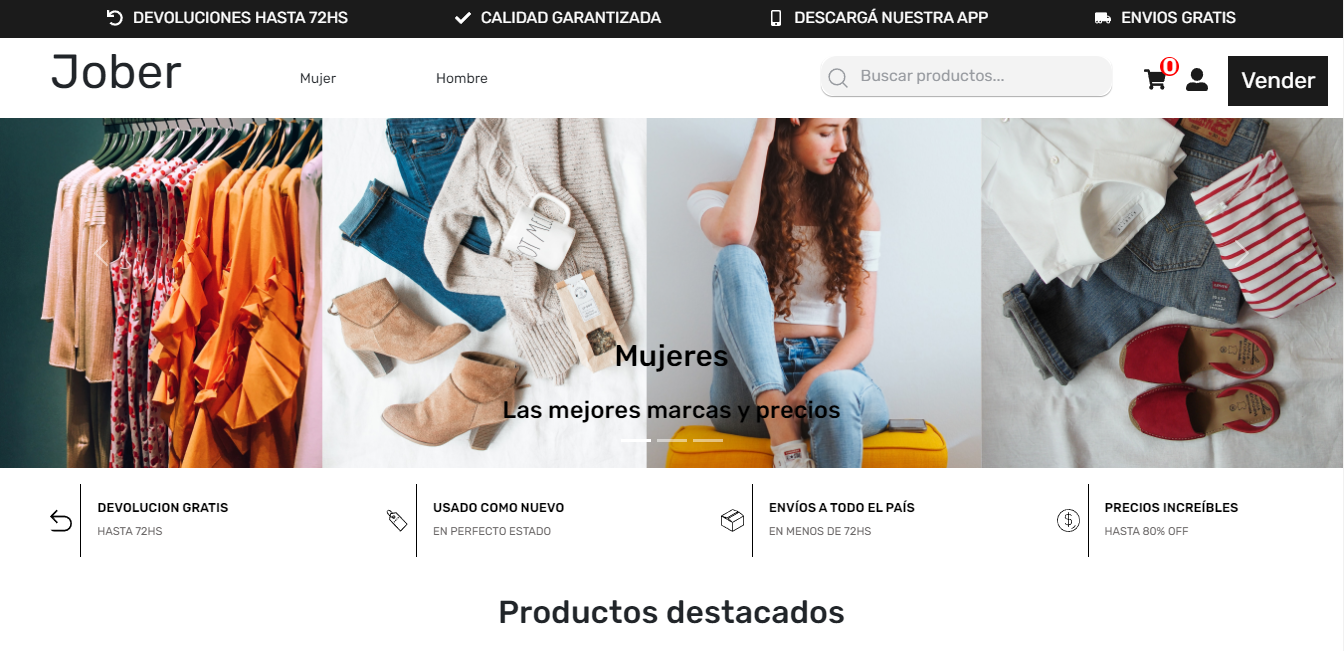 DEVOLUCIONES HASTA 72HS
CALIDAD GARANTIZADA
DESCARGÁ NUESTRA APP
ENVIOS GRATIS
Jober
Mujer
Hombre
Buscar productos...
0
Vender
Mujeres
Las mejores marcas y precios
DEVOLUCION GRATIS
HASTA 72HS
USADO COMO NUEVO
EN PERFECTO ESTADO
ENVÍOS A TODO EL PAÍS
EN MENOS DE 72HS
PRECIOS INCREÍBLES
HASTA 80% OFF
Productos destacados